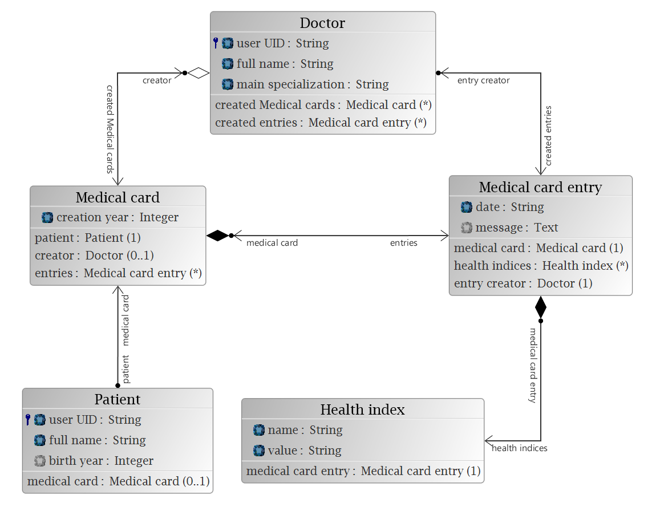 Doctor
user UID : String
full name : String
main specialization : String
created Medical cards : Medical card (*)
created entries : Medical card entry (*)
creator
entry creator
created Medical cards
created entries
Medical card
creation year : Integer
patient : Patient (1)
creator : Doctor (0..1)
entries : Medical card entry (*)
medical card
entries
Medical card entry
date : String
message : Text
medical card : Medical card (1)
health indices : Health index (*)
entry creator : Doctor (1)
medical card
patient
medical card entry
Patient
user UID : String
full name : String
birth year : Integer
medical card : Medical card (0..1)
Health index
name : String
value : String
medical card entry : Medical card entry (1)
health indices